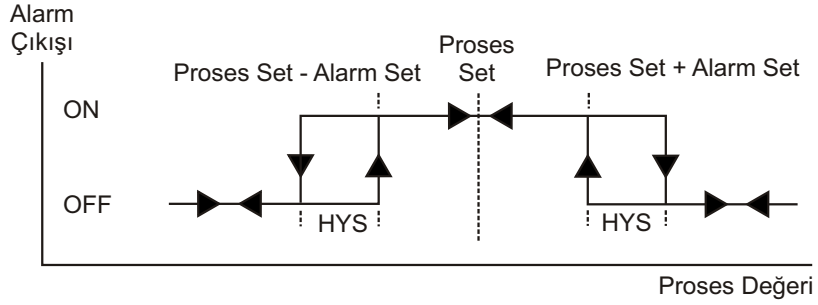 Alarm
Çıkışı
Proses
Set
Proses Set - Alarm Set
Proses Set + Alarm Set
ON
OFF
HYS
HYS
Proses Değeri